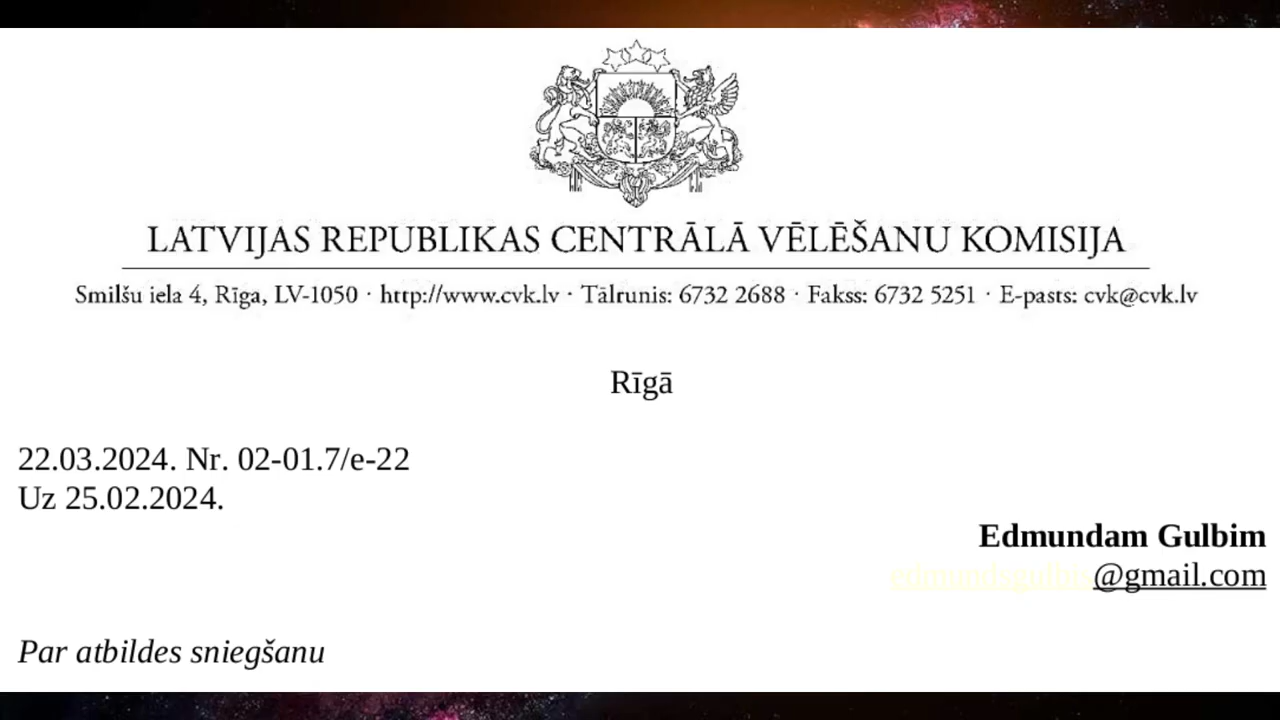 LATVIJAS REPUBLIKAS CENTRĀLĀ VĒLĒŠANU KOMISIJA
Smilšu iela 4, Rīga, LV-1050 · http://www.cvk.lv · Tālrunis: 6732 2688 · Fakss: 6732 5251 · E-pasts: cvk@cvk.lv
Rīgā
22.03.2024. Nr. 02-01.7/e-22
Uz 25.02.2024.
Edmundam Gulbim
@gmail.com
Par atbildes sniegšanu